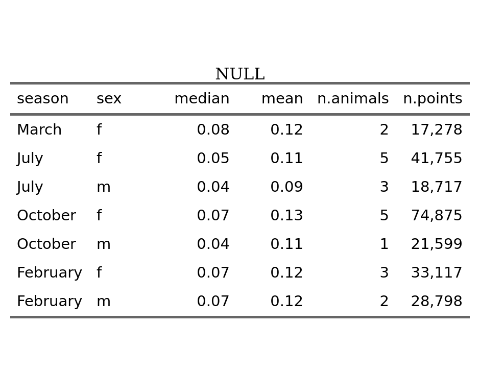 NULL
season sex median mean n.animals n.points
March f 0.08 0.12 2 17,278
July f 0.05 0.11 5 41,755
July m 0.04 0.09 3 18,717
October f 0.07 0.13 5 74,875
October m 0.04 0.11 1 21,599
February f 0.07 0.12 3 33,117
February m 0.07 0.12 2 28,798